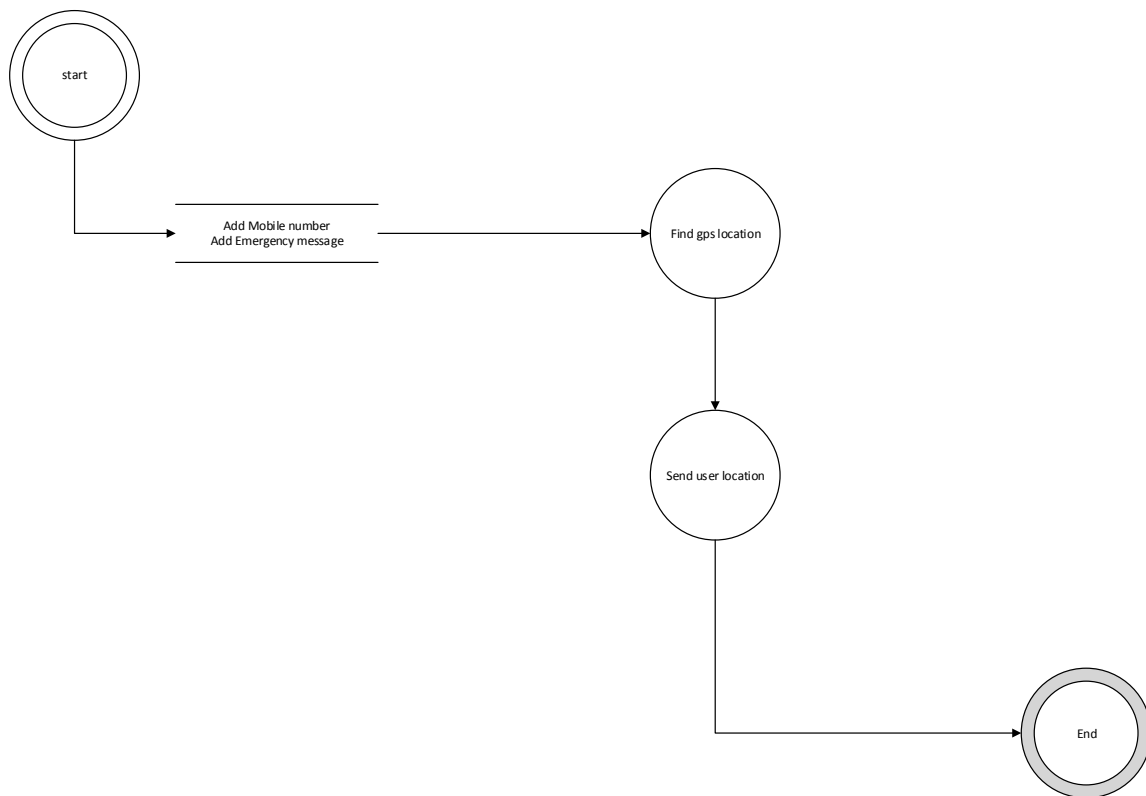 start
Add Mobile number
Add Emergency message
Find gps location
Send user location
End